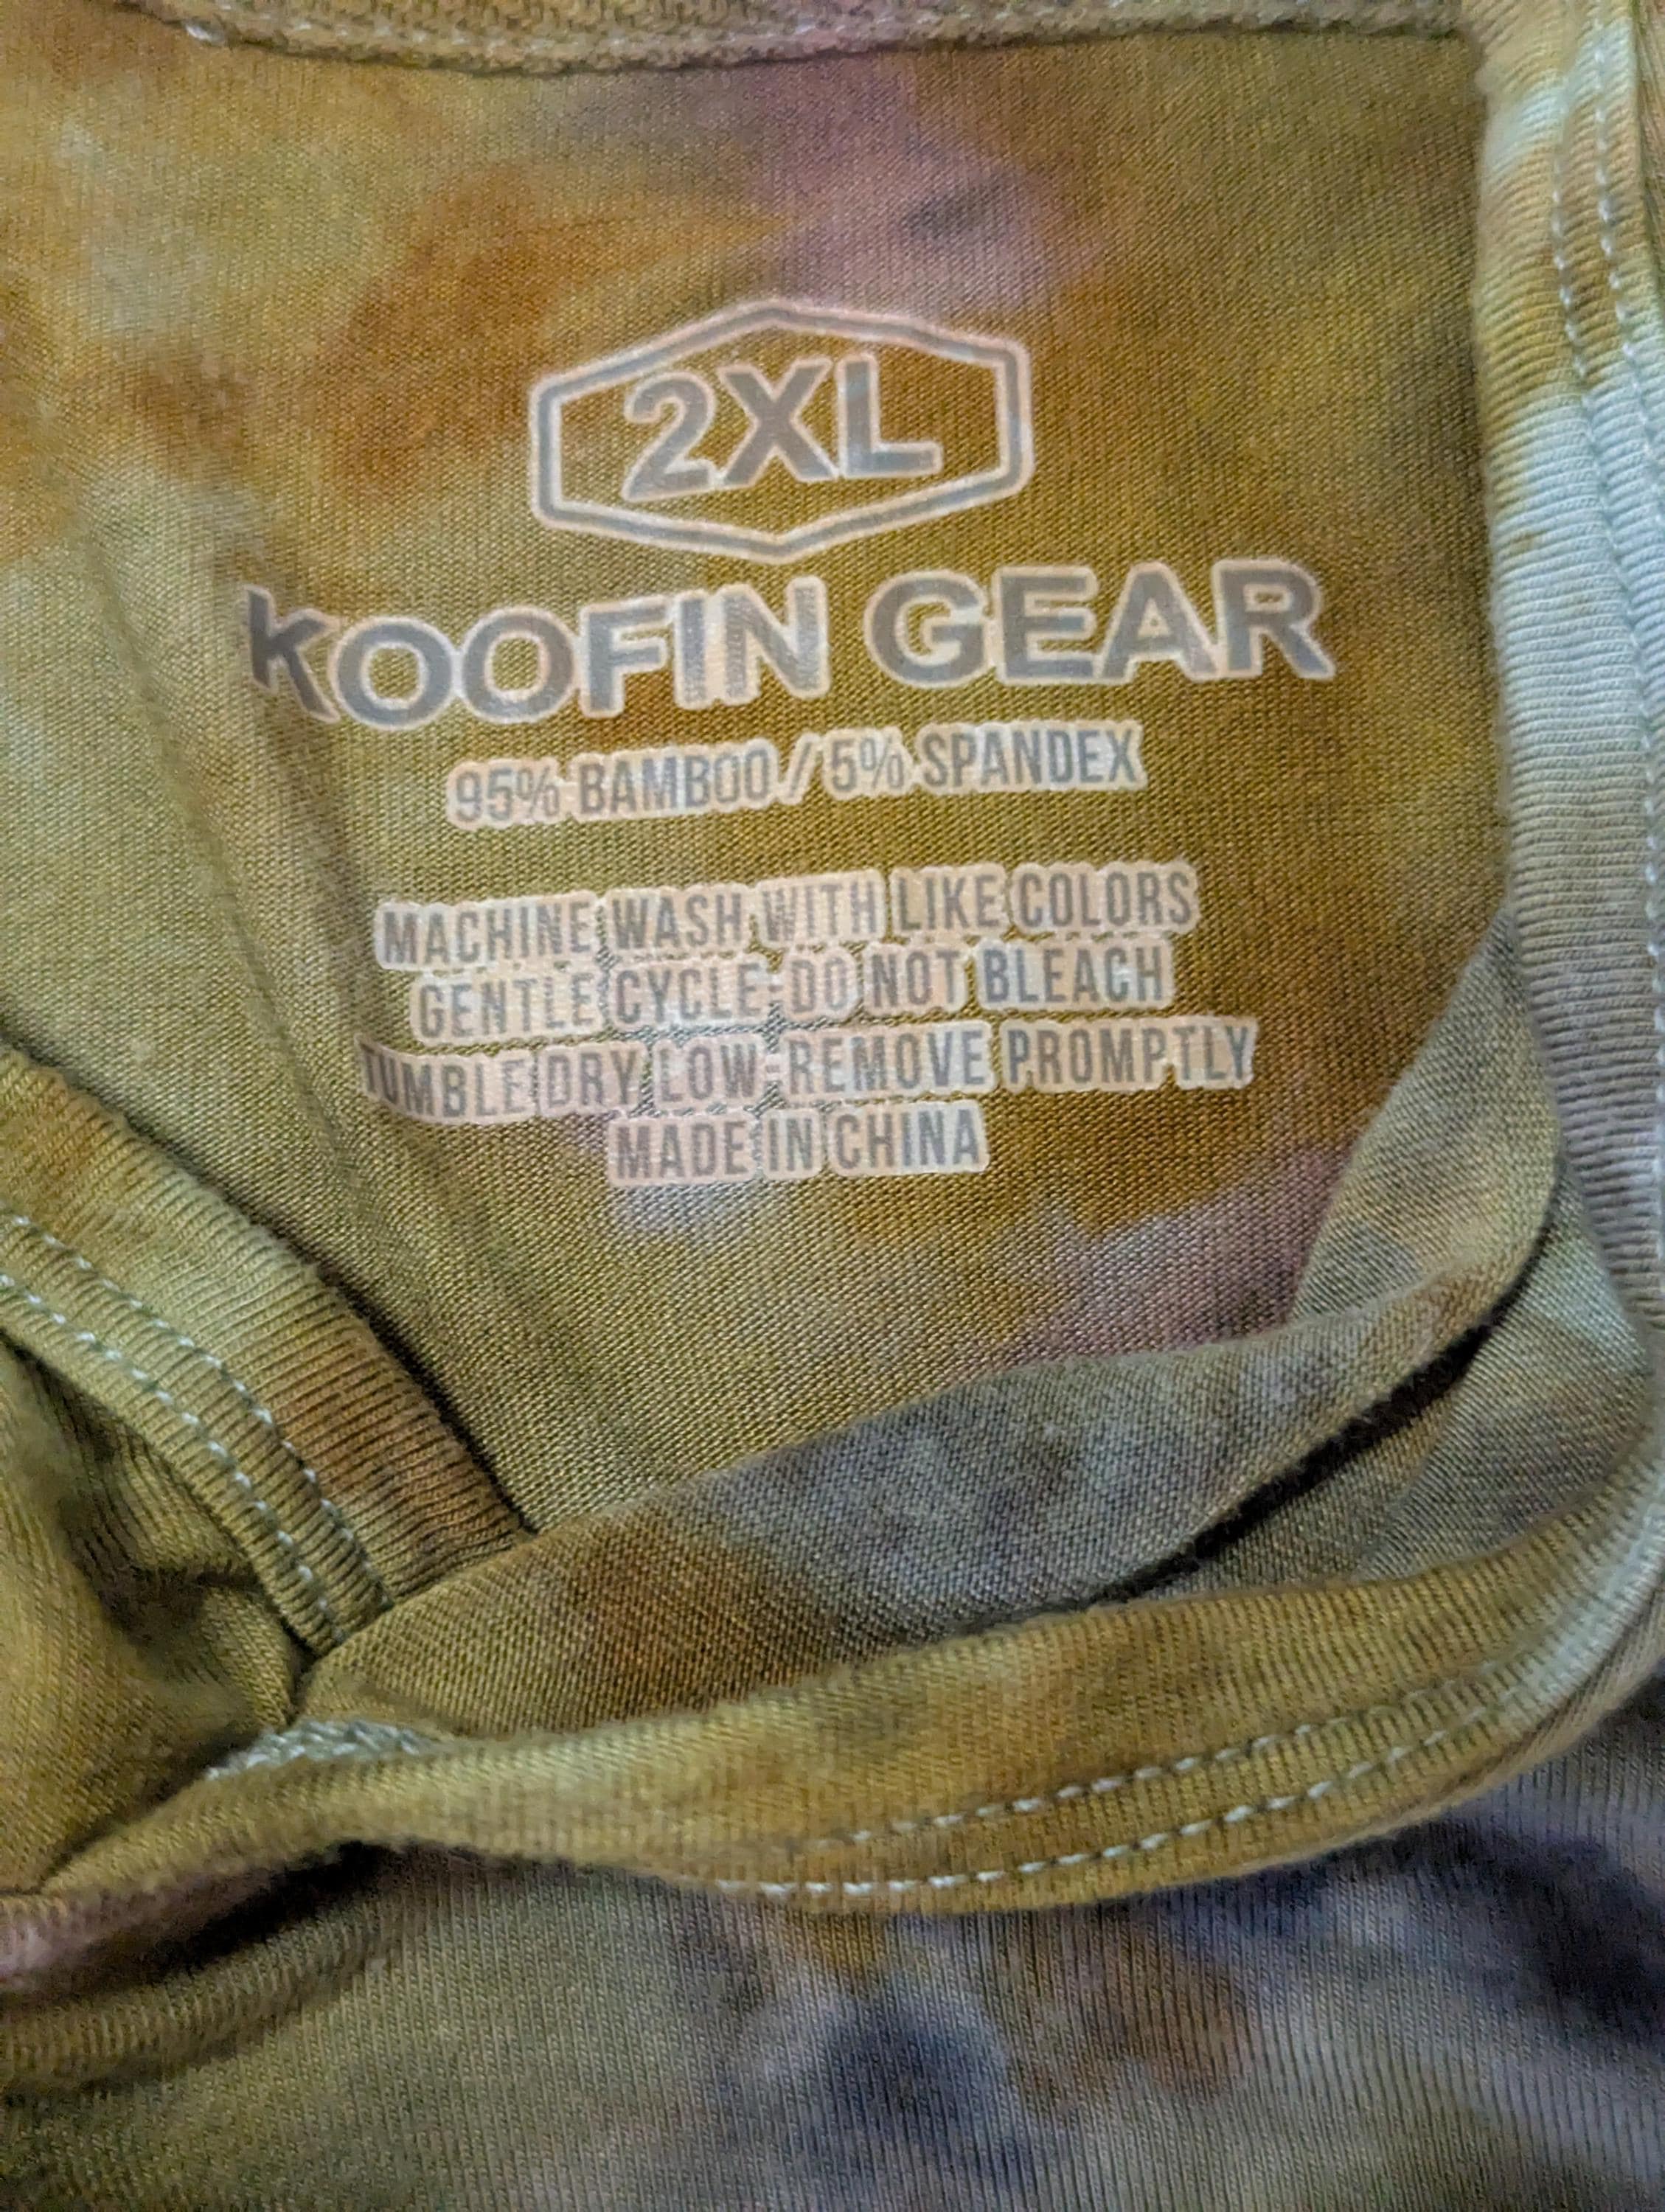 2XL
KOOFIN GEAR
95% BAMBOO / 5% SPANDEX
MACHINE WASH WITH LIKE COLORS
GENTLE CYCLE-DO NOT BLEACH
TUMBLE DRY LOW-REMOVE PROMPTLY
MADE IN CHINA